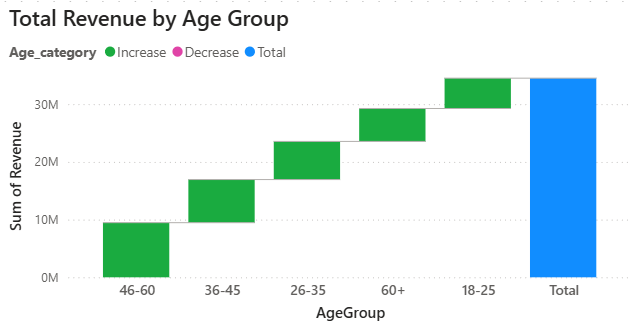 Total Revenue by Age Group
Age_category Increase Decrease Total
30M
20M
10M
0M
Sum of Revenue
46-60 36-45 26-35 60+ 18-25 Total
AgeGroup